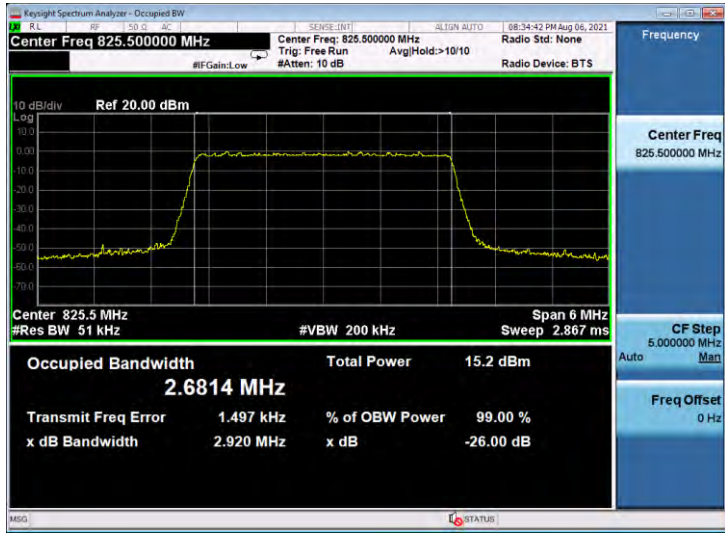 Keysight Spectrum Analyzer - Occupied BW
RL RF 50 Ω AC SENSE:INT ALIGN AUTO 08:34:42 PM Aug 06, 2021
Center Freq 825.500000 MHz
Center Freq: 825.500000 MHz Radio Std: None
Trig: Free Run Avg|Hold:>10/10
#IFGain:Low #Atten: 10 dB Radio Device: BTS
10 dB/div Ref 20.00 dBm
Log
10.0
0.00
-10.0
-20.0
-30.0
-40.0
-50.0
-60.0
-70.0
Center 825.5 MHz Span 6 MHz
#Res BW 51 kHz #VBW 200 kHz Sweep 2.867 ms
Occupied Bandwidth Total Power 15.2 dBm
2.6814 MHz
Transmit Freq Error 1.497 kHz % of OBW Power 99.00 %
x dB Bandwidth 2.920 MHz x dB -26.00 dB
MSG STATUS
Frequency
Center Freq
825.500000 MHz
CF Step
5.000000 MHz
Auto Man
Freq Offset
0 Hz